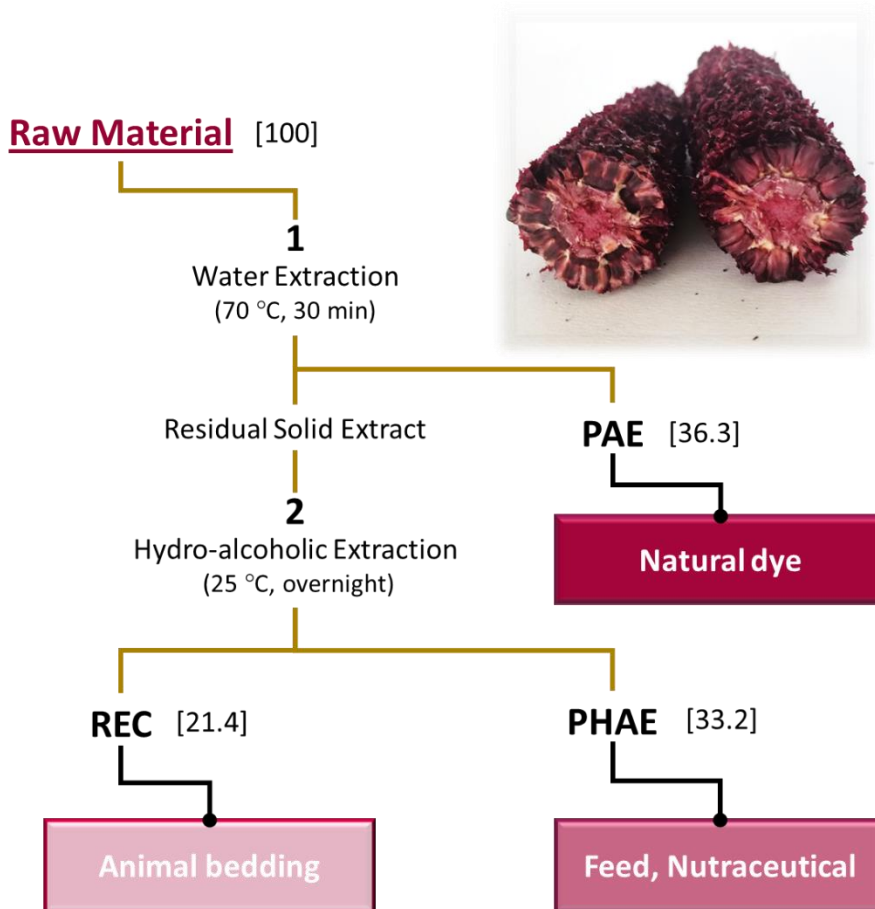 Raw Material [100]
1
Water Extraction
(70 °C, 30 min)
Residual Solid Extract
PAE [36.3]
2
Hydro-alcoholic Extraction
(25 °C, overnight)
Natural dye
REC [21.4]
PHAE [33.2]
Animal bedding
Feed, Nutraceutical